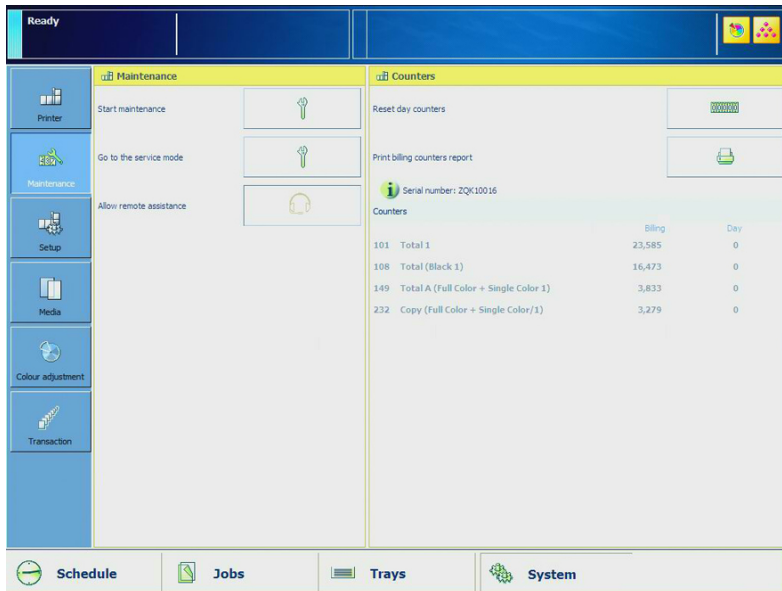 Ready
Maintenance
Counters
Printer
Start maintenance
Reset day counters
Maintenance
Go to the service mode
Print billing counters report
Serial number: ZQK10016
Allow remote assistance
Counters
Billing Day
Setup
101 Total 1 23,585 0
108 Total (Black 1) 16,473 0
149 Total A (Full Color + Single Color 1) 3,833 0
232 Copy (Full Color + Single Color/1) 3,279 0
Media
Colour adjustment
Transaction
Schedule
Jobs
Trays
System